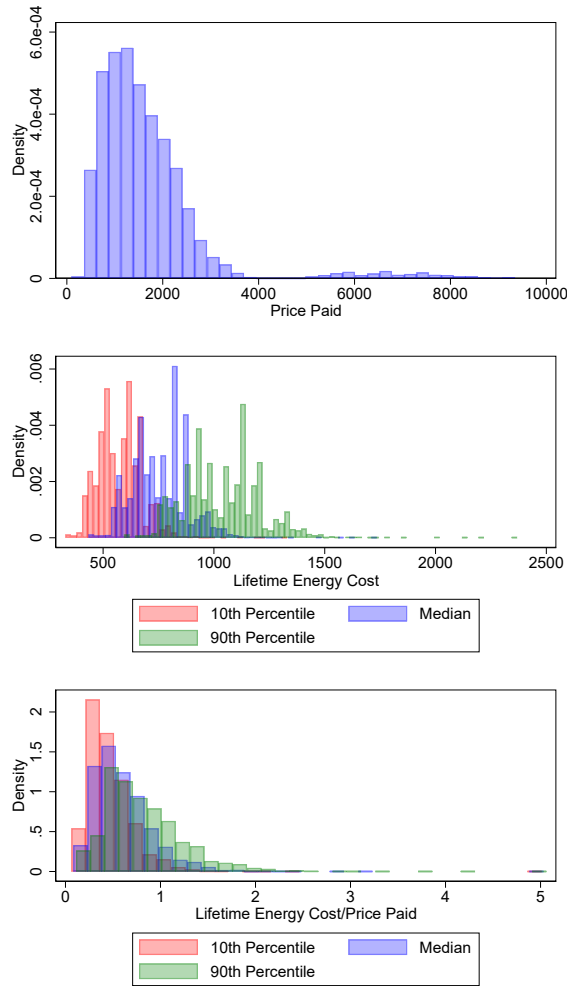 6.0e-04
4.0e-04
2.0e-04
0
Density
0 2000 4000 6000 8000 10000
Price Paid
.006
.004
.002
0
Density
500 1000 1500 2000 2500
Lifetime Energy Cost
10th Percentile Median
90th Percentile
2
1.5
1
.5
0
Density
0 1 2 3 4 5
Lifetime Energy Cost/Price Paid
10th Percentile Median
90th Percentile